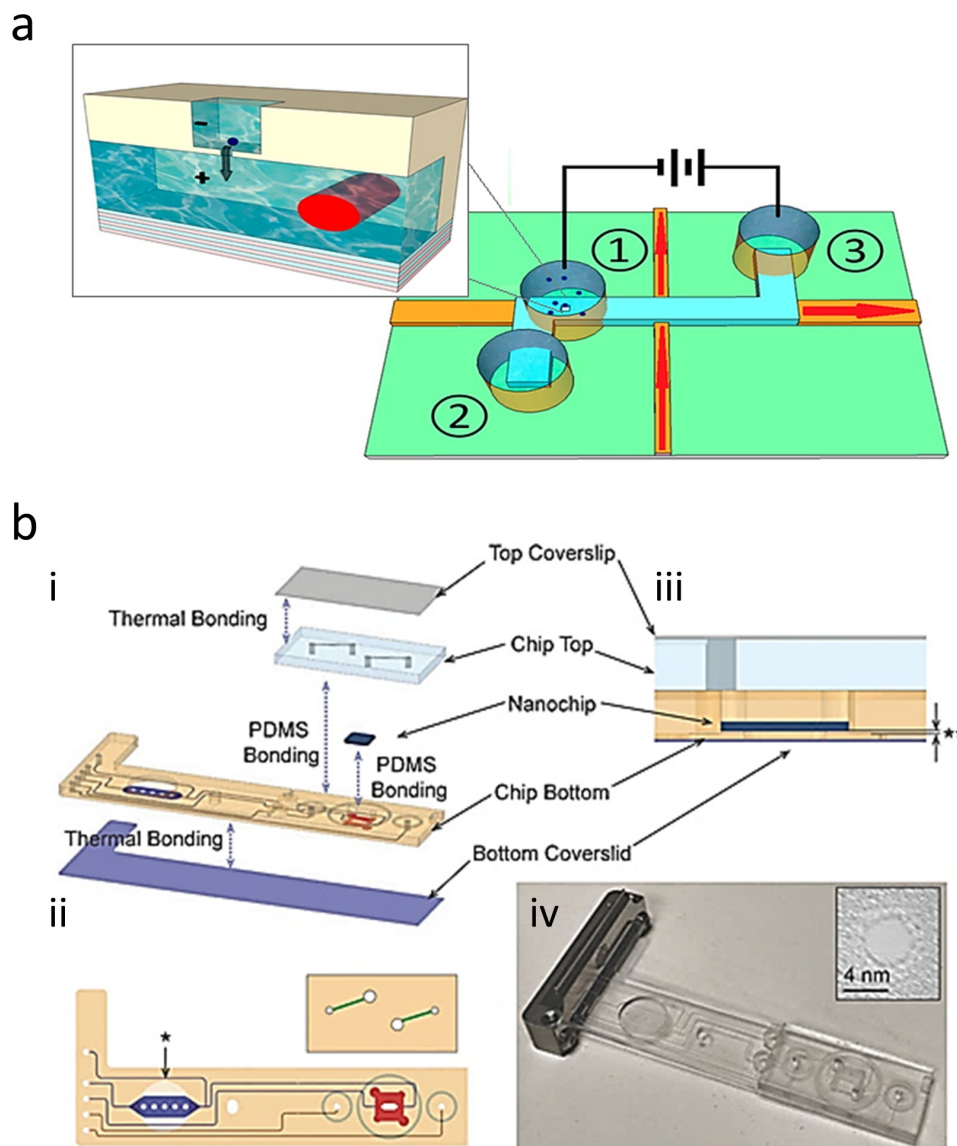 a
-
+
①
②
③
b
i
Top Coverslip
iii
Thermal Bonding
Chip Top
Nanochip
PDMS
Bonding
PDMS
Bonding
**
Chip Bottom
Thermal Bonding
Bottom Coverslid
ii
iv
4 nm
*